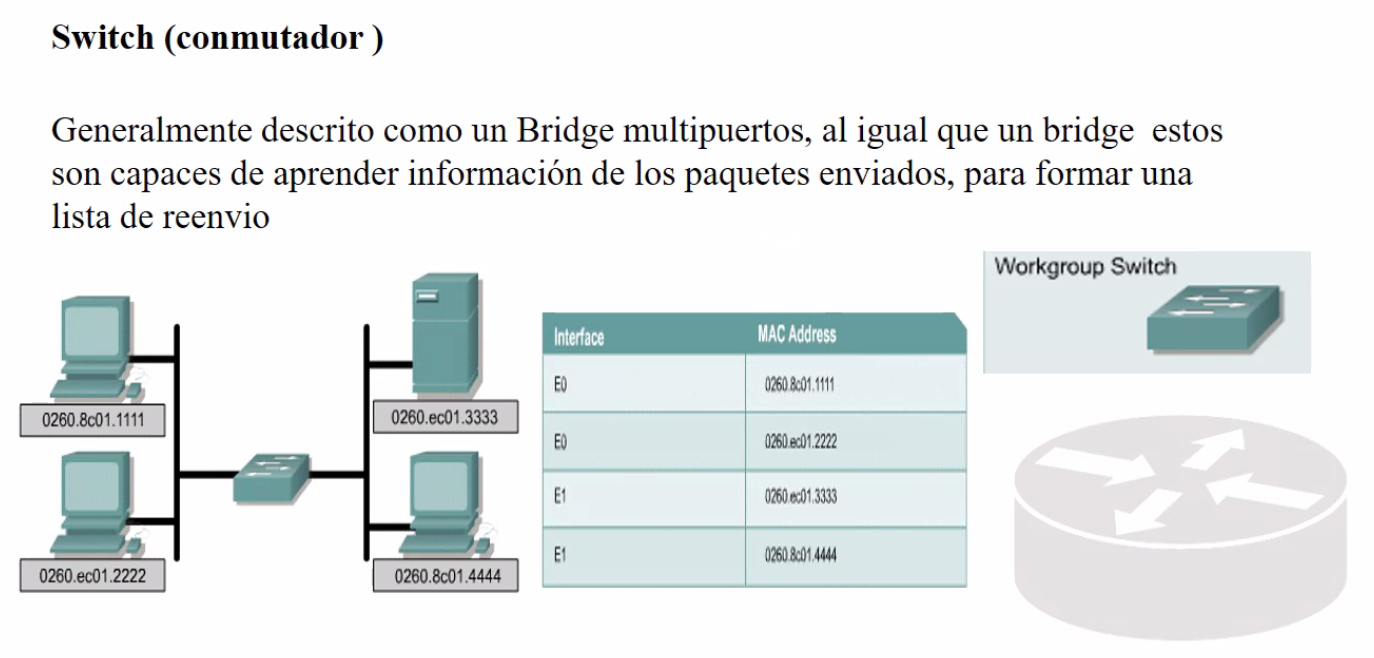 Switch (conmutador )
Generalmente descrito como un Bridge multipuertos, al igual que un bridge estos
son capaces de aprender información de los paquetes enviados, para formar una
lista de reenvio
0260.8c01.1111
0260.ec01.2222
0260.ec01.3333
0260.8c01.4444
Interface MAC Address
E0 0260.8c01.1111
E0 0260.ec01.2222
E1 0260.ec01.3333
E1 0260.8c01.4444
Workgroup Switch